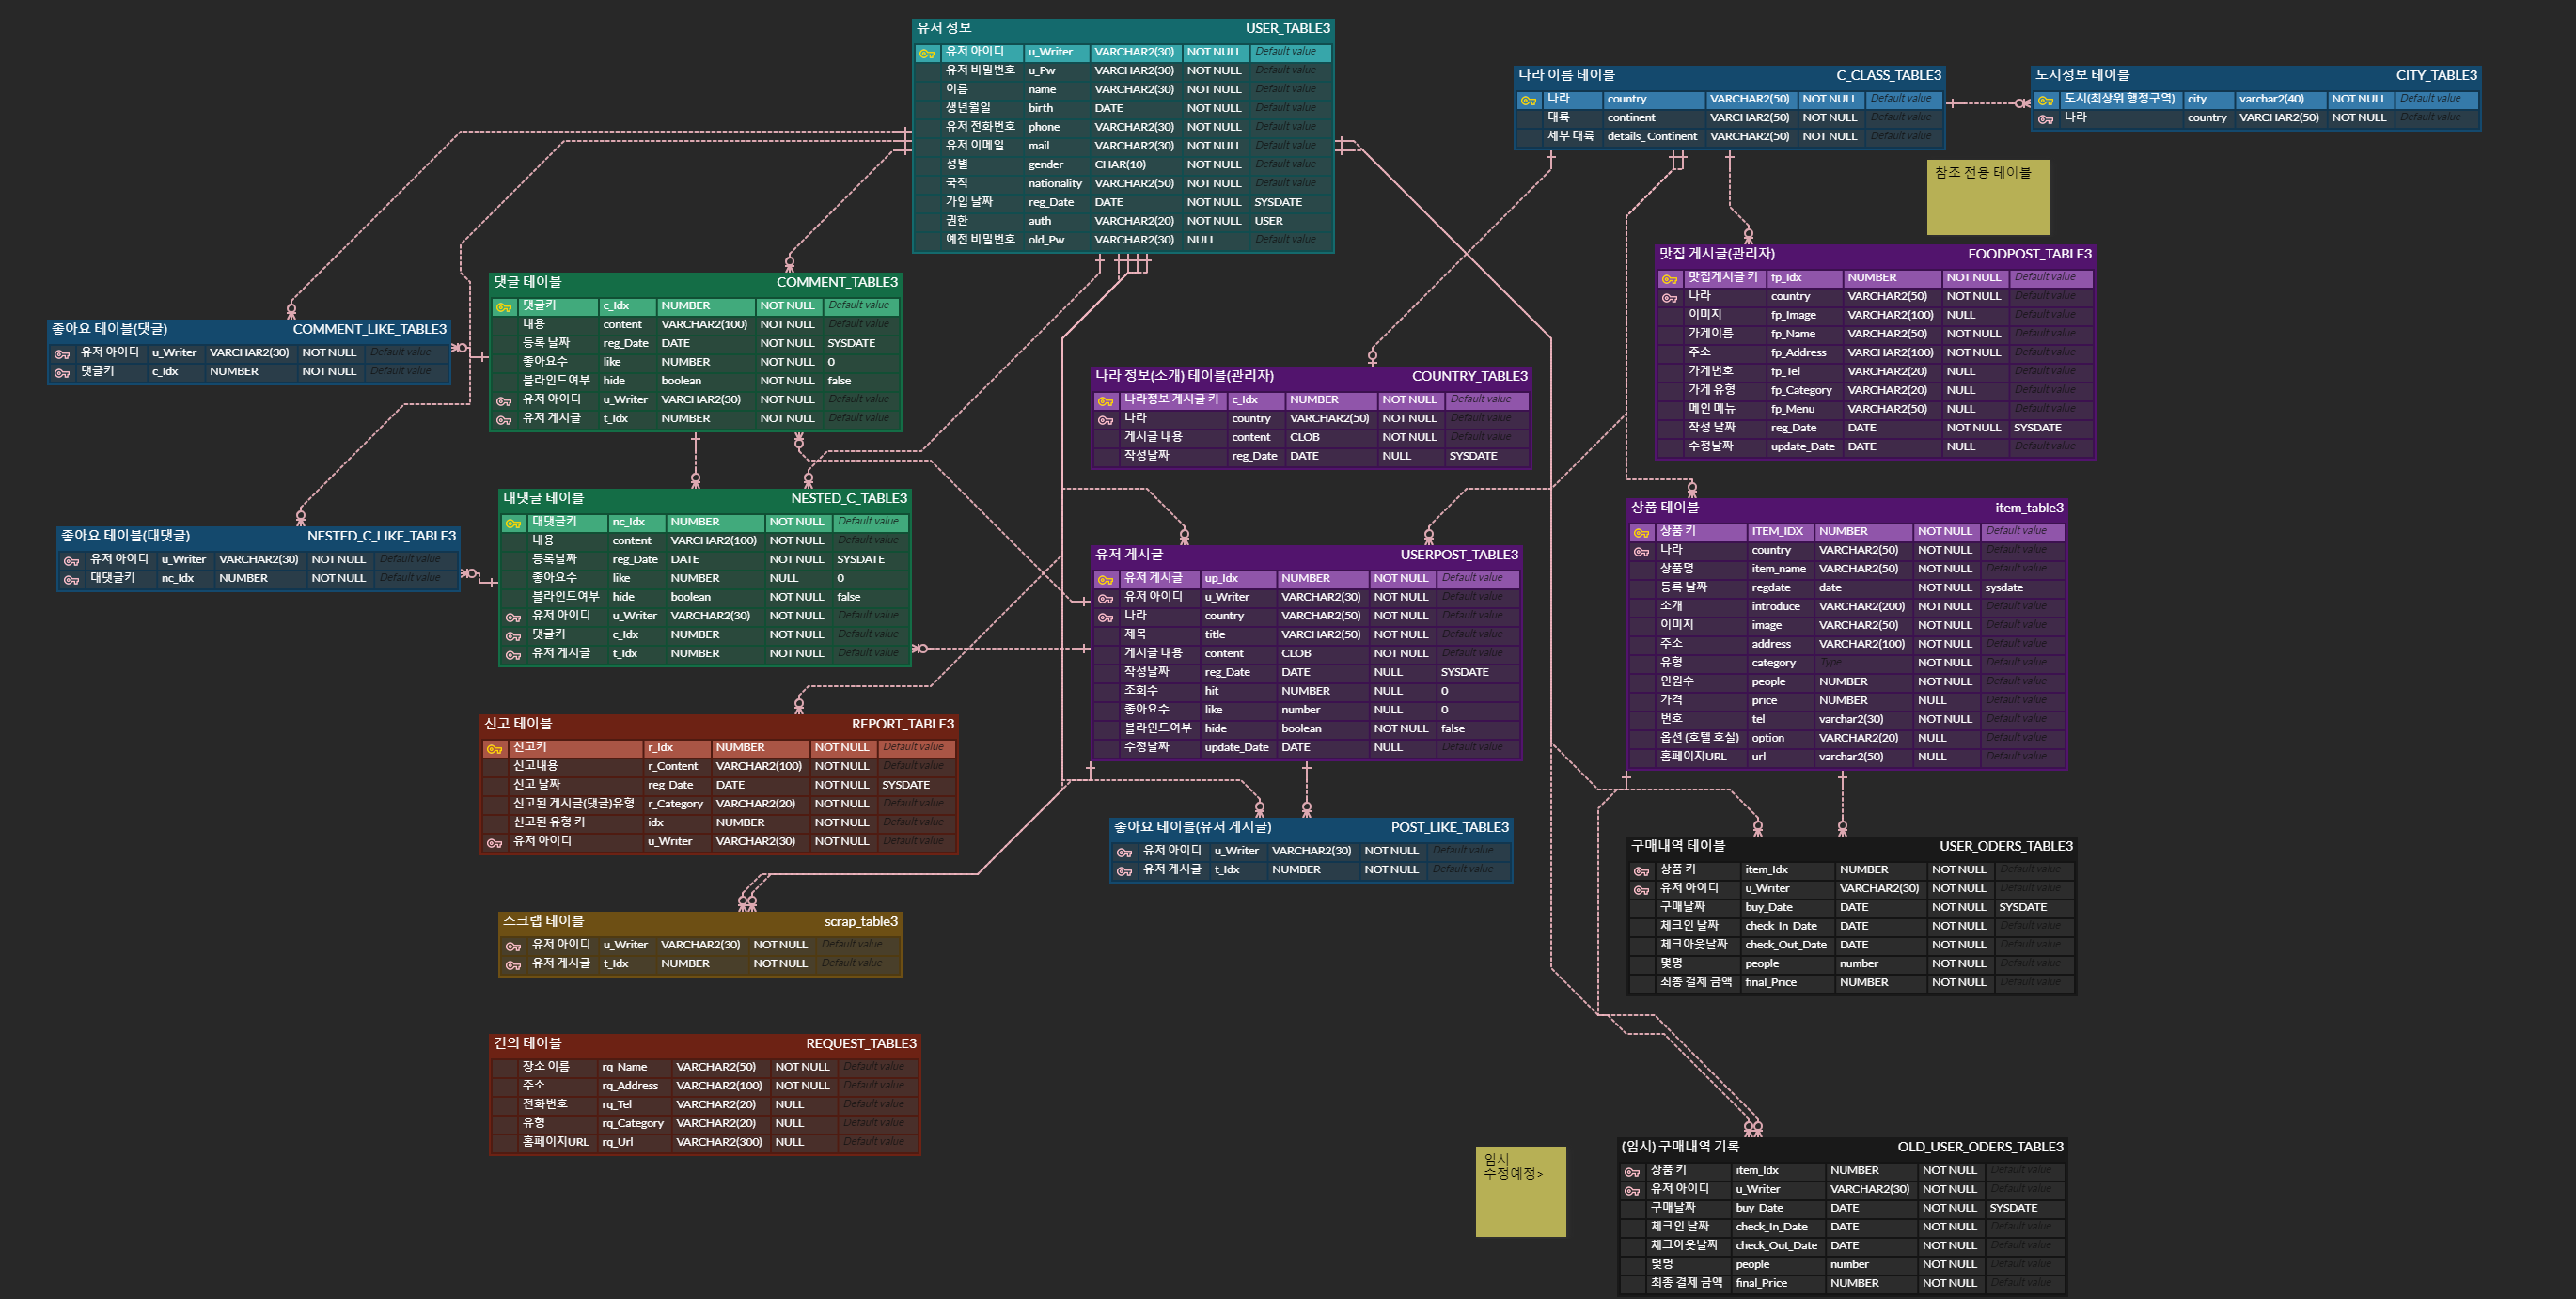 유저 정보 USER_TABLE3
유저 아이디 u_Writer VARCHAR2(30) NOT NULL Default value
유저 비밀번호 u_Pw VARCHAR2(30) NOT NULL Default value
이름 name VARCHAR2(30) NOT NULL Default value
생년월일 birth DATE NOT NULL Default value
유저 전화번호 phone VARCHAR2(30) NOT NULL Default value
유저 이메일 mail VARCHAR2(30) NOT NULL Default value
성별 gender CHAR(10) NOT NULL Default value
국적 nationality VARCHAR2(50) NOT NULL Default value
가입 날짜 reg_Date DATE NOT NULL SYSDATE
권한 auth VARCHAR2(20) NOT NULL USER
예전 비밀번호 old_Pw VARCHAR2(30) NULL Default value
나라 이름 테이블 C_CLASS_TABLE3
나라 country VARCHAR2(50) NOT NULL Default value
대륙 continent VARCHAR2(50) NOT NULL Default value
세부 대륙 details_Continent VARCHAR2(50) NOT NULL Default value
도시정보 테이블 CITY_TABLE3
도시(최상위 행정구역) city varchar2(40) NOT NULL Default value
나라 country VARCHAR2(50) NOT NULL Default value
참조 전용 테이블
맛집 게시글(관리자) FOODPOST_TABLE3
맛집게시글 키 fp_Idx NUMBER NOT NULL Default value
나라 country VARCHAR2(50) NOT NULL Default value
이미지 fp_Image VARCHAR2(100) NULL Default value
가게이름 fp_Name VARCHAR2(50) NOT NULL Default value
주소 fp_Address VARCHAR2(100) NOT NULL Default value
가게번호 fp_Tel VARCHAR2(20) NULL Default value
가게 유형 fp_Category VARCHAR2(20) NULL Default value
메인 메뉴 fp_Menu VARCHAR2(50) NULL Default value
작성 날짜 reg_Date DATE NOT NULL SYSDATE
수정날짜 update_Date DATE NULL Default value
댓글 테이블 COMMENT_TABLE3
댓글키 c_Idx NUMBER NOT NULL Default value
내용 content VARCHAR2(100) NOT NULL Default value
등록 날짜 reg_Date DATE NOT NULL SYSDATE
좋아요수 like NUMBER NOT NULL 0
블라인드여부 hide boolean NOT NULL false
유저 아이디 u_Writer VARCHAR2(30) NOT NULL Default value
유저 게시글 t_Idx NUMBER NOT NULL Default value
좋아요 테이블(댓글) COMMENT_LIKE_TABLE3
유저 아이디 u_Writer VARCHAR2(30) NOT NULL Default value
댓글키 c_Idx NUMBER NOT NULL Default value
나라 정보(소개) 테이블(관리자) COUNTRY_TABLE3
나라정보 게시글 키 c_Idx NUMBER NOT NULL Default value
나라 country VARCHAR2(50) NOT NULL Default value
게시글 내용 content CLOB NOT NULL Default value
작성날짜 reg_Date DATE NULL SYSDATE
대댓글 테이블 NESTED_C_TABLE3
대댓글키 nc_Idx NUMBER NOT NULL Default value
내용 content VARCHAR2(100) NOT NULL Default value
등록날짜 reg_Date DATE NOT NULL SYSDATE
좋아요수 like NUMBER NULL 0
블라인드여부 hide boolean NOT NULL false
유저 아이디 u_Writer VARCHAR2(30) NOT NULL Default value
댓글키 c_Idx NUMBER NOT NULL Default value
유저 게시글 t_Idx NUMBER NOT NULL Default value
좋아요 테이블(대댓글) NESTED_C_LIKE_TABLE3
유저 아이디 u_Writer VARCHAR2(30) NOT NULL Default value
대댓글키 nc_Idx NUMBER NOT NULL Default value
유저 게시글 USERPOST_TABLE3
유저 게시글 up_Idx NUMBER NOT NULL Default value
유저 아이디 u_Writer VARCHAR2(30) NOT NULL Default value
나라 country VARCHAR2(50) NOT NULL Default value
제목 title VARCHAR2(50) NOT NULL Default value
게시글 내용 content CLOB NOT NULL Default value
작성날짜 reg_Date DATE NULL SYSDATE
조회수 hit NUMBER NULL 0
좋아요수 like number NULL 0
블라인드여부 hide boolean NOT NULL false
수정날짜 update_Date DATE NULL Default value
상품 테이블 item_table3
상품 키 ITEM_IDX NUMBER NOT NULL Default value
나라 country VARCHAR2(50) NOT NULL Default value
상품명 item_name VARCHAR2(50) NOT NULL Default value
등록 날짜 regdate date NOT NULL sysdate
소개 introduce VARCHAR2(200) NOT NULL Default value
이미지 image VARCHAR2(50) NOT NULL Default value
주소 address VARCHAR2(100) NOT NULL Default value
유형 category Type NOT NULL Default value
인원수 people NUMBER NOT NULL Default value
가격 price NUMBER NULL Default value
번호 tel varchar2(30) NOT NULL Default value
옵션 (호텔 호실) option VARCHAR2(20) NULL Default value
홈페이지URL url varchar2(50) NULL Default value
신고 테이블 REPORT_TABLE3
신고키 r_Idx NUMBER NOT NULL Default value
신고내용 r_Content VARCHAR2(100) NOT NULL Default value
신고 날짜 reg_Date DATE NOT NULL SYSDATE
신고된 게시글(댓글)유형 r_Category VARCHAR2(20) NOT NULL Default value
신고된 유형 키 idx NUMBER NOT NULL Default value
유저 아이디 u_Writer VARCHAR2(30) NOT NULL Default value
좋아요 테이블(유저 게시글) POST_LIKE_TABLE3
유저 아이디 u_Writer VARCHAR2(30) NOT NULL Default value
유저 게시글 t_Idx NUMBER NOT NULL Default value
구매내역 테이블 USER_ODERS_TABLE3
상품 키 item_Idx NUMBER NOT NULL Default value
유저 아이디 u_Writer VARCHAR2(30) NOT NULL Default value
구매날짜 buy_Date DATE NOT NULL SYSDATE
체크인 날짜 check_In_Date DATE NOT NULL Default value
체크아웃날짜 check_Out_Date DATE NOT NULL Default value
몇명 people number NOT NULL Default value
최종 결제 금액 final_Price NUMBER NOT NULL Default value
스크랩 테이블 scrap_table3
유저 아이디 u_Writer VARCHAR2(30) NOT NULL Default value
유저 게시글 t_Idx NUMBER NOT NULL Default value
건의 테이블 REQUEST_TABLE3
장소 이름 rq_Name VARCHAR2(50) NOT NULL Default value
주소 rq_Address VARCHAR2(100) NOT NULL Default value
전화번호 rq_Tel VARCHAR2(20) NULL Default value
유형 rq_Category VARCHAR2(20) NULL Default value
홈페이지URL rq_Url VARCHAR2(300) NULL Default value
임시
수정예정>
(임시) 구매내역 기록 OLD_USER_ODERS_TABLE3
상품 키 item_Idx NUMBER NOT NULL Default value
유저 아이디 u_Writer VARCHAR2(30) NOT NULL Default value
구매날짜 buy_Date DATE NOT NULL SYSDATE
체크인 날짜 check_In_Date DATE NOT NULL Default value
체크아웃날짜 check_Out_Date DATE NOT NULL Default value
몇명 people number NOT NULL Default value
최종 결제 금액 final_Price NUMBER NOT NULL Default value